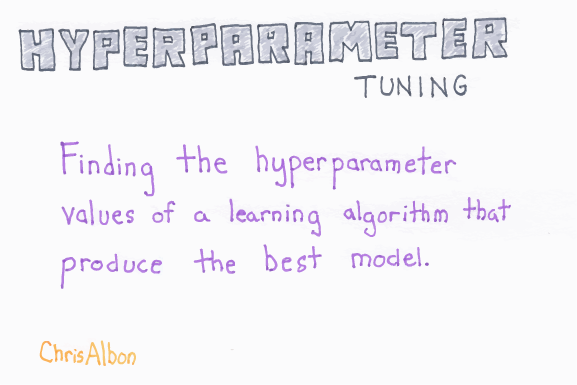 HYPERPARAMETER
TUNING
Finding the hyperparameter
values of a learning algorithm that
produce the best model.
ChrisAlbon